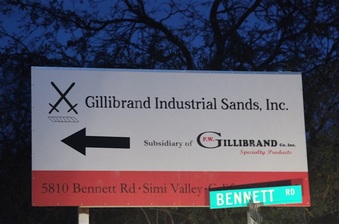 Gillibrand Industrial Sands, Inc.
Subsidiary of P.W. GILLIBRAND Co. Inc.
Specialty Products
5810 Bennett Rd · Simi Valley ·
BENNETT RD